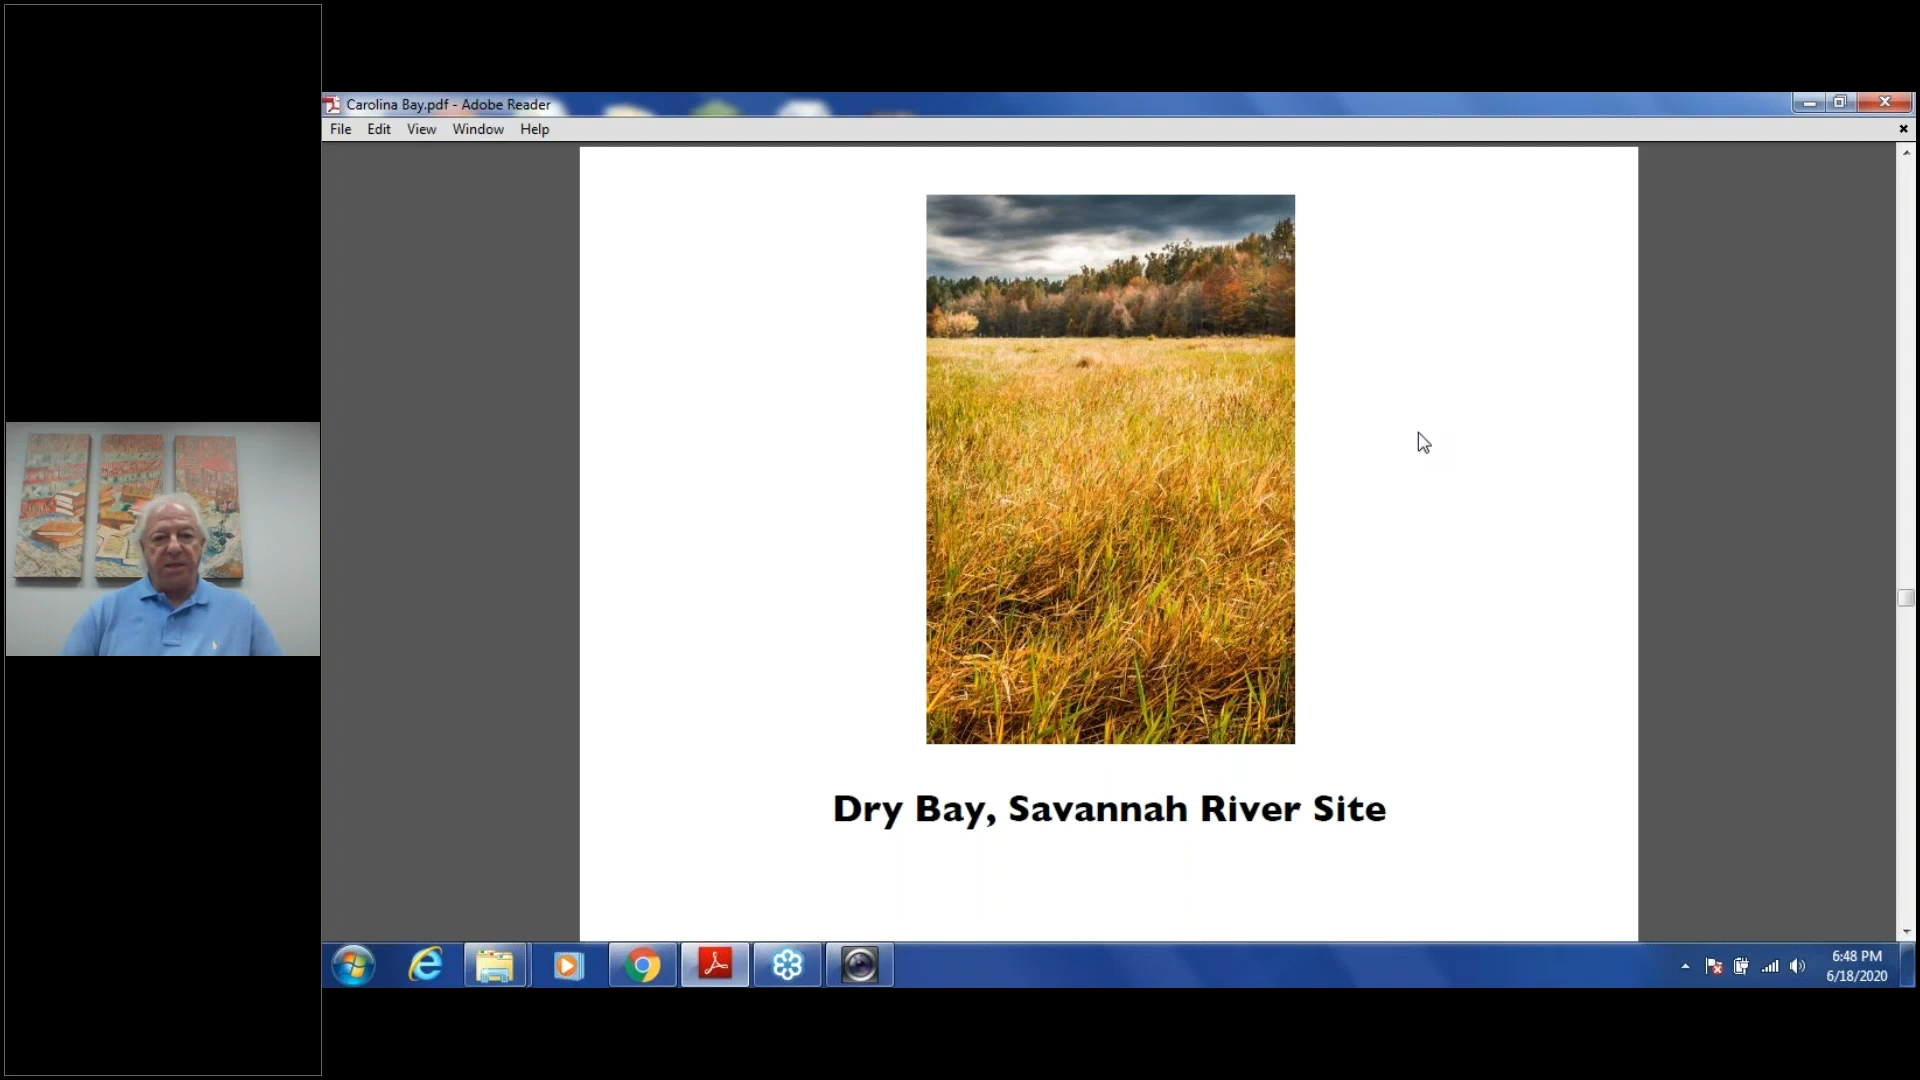 Carolina Bay.pdf - Adobe Reader
File Edit View Window Help
Dry Bay, Savannah River Site
6:48 PM
6/18/2020